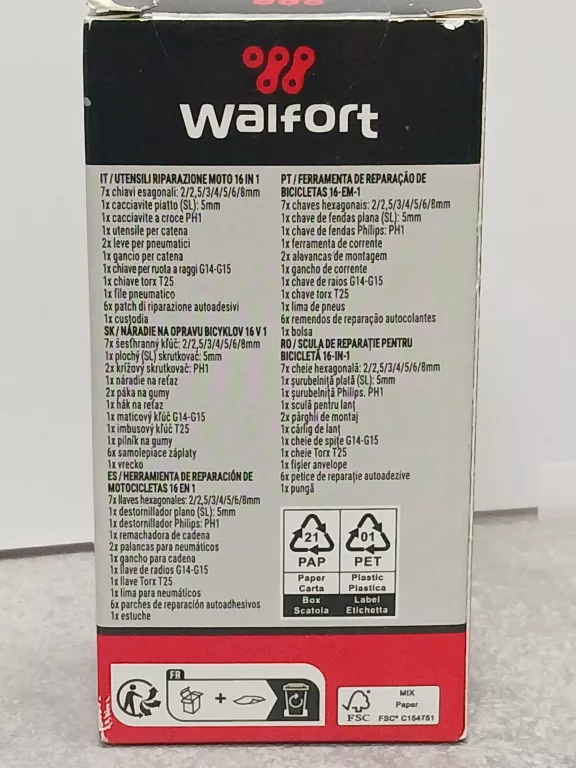 Walfort
IT / UTENSILI RIPARAZIONE MOTO 16 IN 1
7x chiavi esagonali: 2/2,5/3/4/5/6/8mm
1x cacciavite piatto (SL): 5mm
1x cacciavite a croce PH1
1x utensile per catena
2x leve per pneumatici
1x gancio per catena
1x chiave per ruota a raggi G14-G15
1x chiave torx T25
1x file pneumatico
6x patch di riparazione autoadesivi
1x custodia
SK / NÁRADIE NA OPRAVU BICYKLOV 16 V 1
7x šesťhranný kľúč: 2/2,5/3/4/5/6/8mm
1x plochý (SL) skrutkovač: 5mm
2x krížový skrutkovač: PH1
1x náradie na reťaz
2x páka na gumy
1x hák na reťaz
1x maticový kľúč G14-G15
1x imbusový kľúč T25
1x pilník na gumy
6x samolepiace záplaty
1x vrecko
ES / HERRAMIENTA DE REPARACIÓN DE
MOTOCICLETAS 16 EN 1
7x llaves hexagonales: 2/2,5/3/4/5/6/8mm
1x destornillador plano (SL): 5mm
1x destornillador Philips: PH1
1x remachadora de cadena
2x palancas para neumáticos
1x gancho para cadena
1x llave de radios G14-G15
1x llave Torx T25
1x lima para neumáticos
6x parches de reparación autoadhesivos
1x estuche
PT / FERRAMENTA DE REPARAÇÃO DE
BICICLETAS 16-EM-1
7x chaves hexagonais: 2/2,5/3/4/5/6/8mm
1x chave de fendas plana (SL): 5mm
1x chave de fendas Philips: PH1
1x ferramenta de corrente
2x alavancas de montagem
1x gancho de corrente
1x chave de raios G14-G15
1x chave torx T25
1x lima de pneus
6x remendos de reparação autocolantes
1x bolsa
RO / SCULA DE REPARAȚIE PENTRU
BICICLETĂ 16-IN-1
7x cheie hexagonală: 2/2,5/3/4/5/6/8mm
1x șurubelniță plată (SL): 5mm
1x șurubelniță Philips: PH1
1x sculă pentru lanț
2x pârghii de montaj
1x cârlig de lanț
1x cheie de spițe G14-G15
1x cheie Torx T25
1x fișier anvelope
6x petice de reparație autoadezive
1x pungă
21 01
PAP PET
Paper Plastic
Carta Plastica
Box Label
Scatola Etichetta
FR
+
FSC
MIX
Paper
FSC® C154751